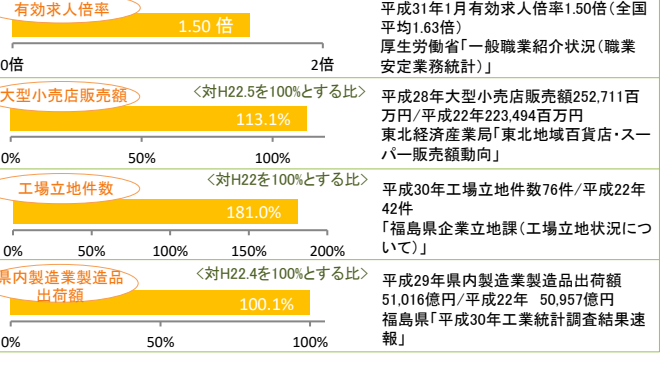 有効求人倍率
1.50 倍
0倍
2倍
平成31年1月有効求人倍率1.50倍(全国
平均1.63倍)
厚生労働省「一般職業紹介状況(職業
安定業務統計)」
大型小売店販売額
<対H22.5を100%とする比>
113.1%
0%
50%
100%
平成28年大型小売店販売額252,711百
万円/平成22年223,494百万円
東北経済産業局「東北地域百貨店・スー
パー販売額動向」
工場立地件数
<対H22を100%とする比>
181.0%
0%
50%
100%
150%
200%
平成30年工場立地件数76件/平成22年
42件
「福島県企業立地課(工場立地状況につ
いて)」
県内製造業製造品
出荷額
<対H22.4を100%とする比>
100.1%
0%
50%
100%
平成29年県内製造業製造品出荷額
51,016億円/平成22年 50,957億円
福島県「平成30年工業統計調査結果速
報」